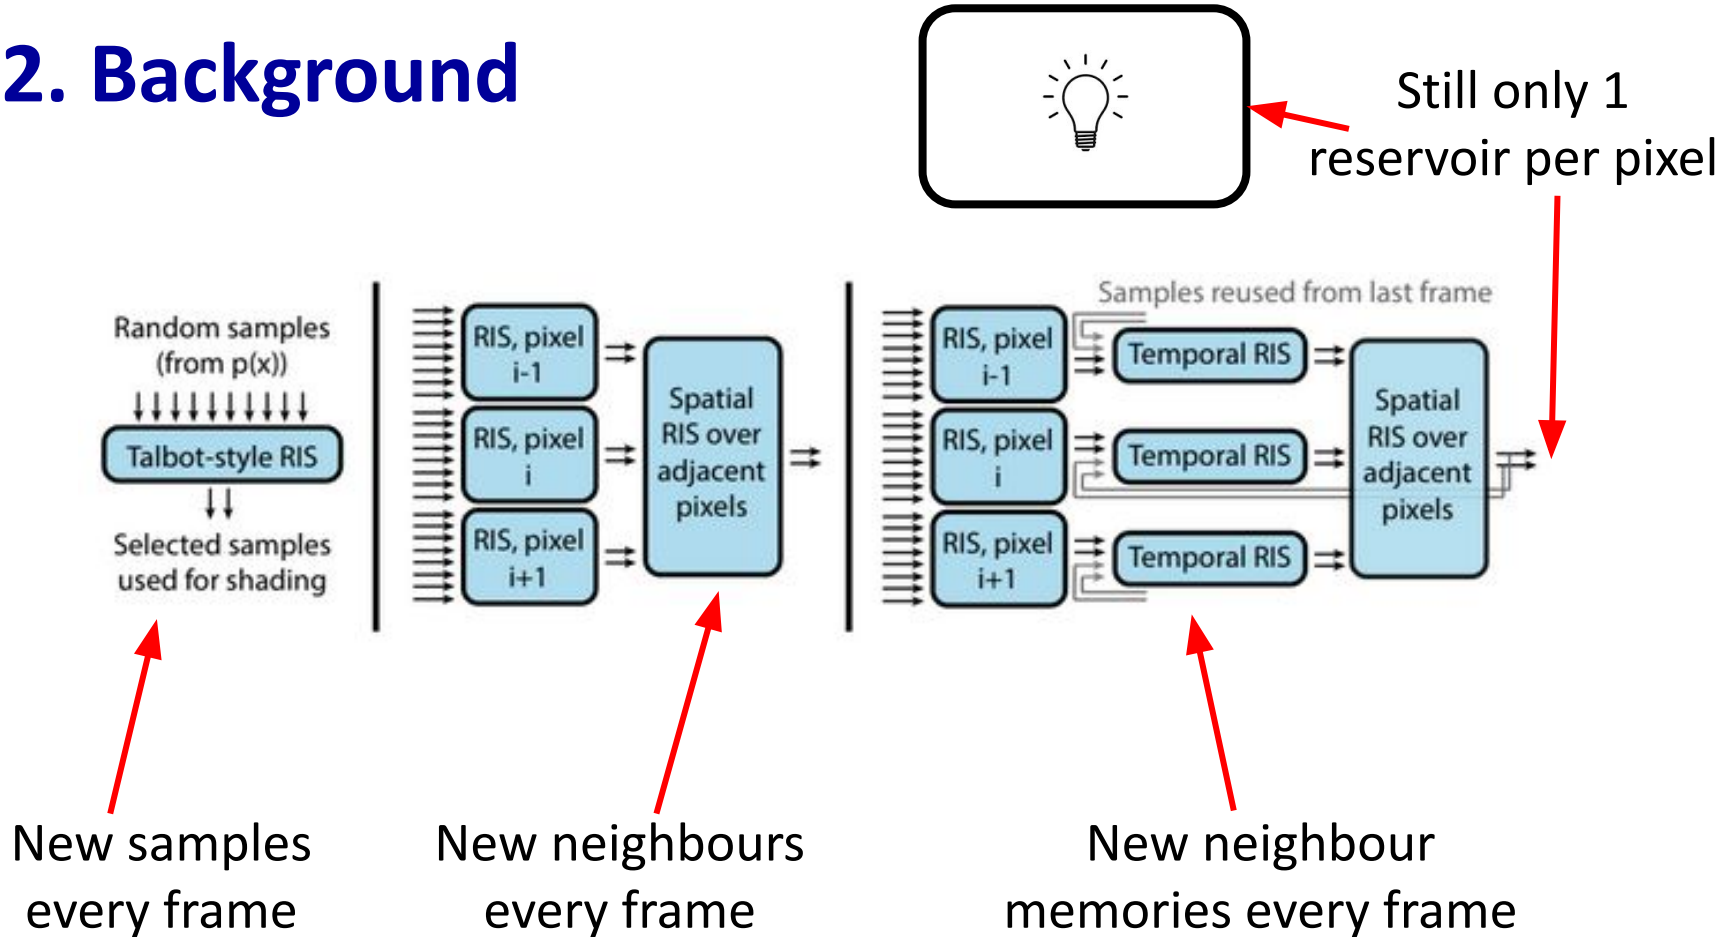 2. Background
Still only 1
reservoir per pixel
Random samples
(from p(x))
Talbot-style RIS
Selected samples
used for shading
RIS, pixel
i-1
RIS, pixel
i
RIS, pixel
i+1
Spatial
RIS over
adjacent
pixels
Samples reused from last frame
RIS, pixel
i-1
RIS, pixel
i
RIS, pixel
i+1
Temporal RIS
Temporal RIS
Temporal RIS
Spatial
RIS over
adjacent
pixels
New samples
every frame
New neighbours
every frame
New neighbour
memories every frame